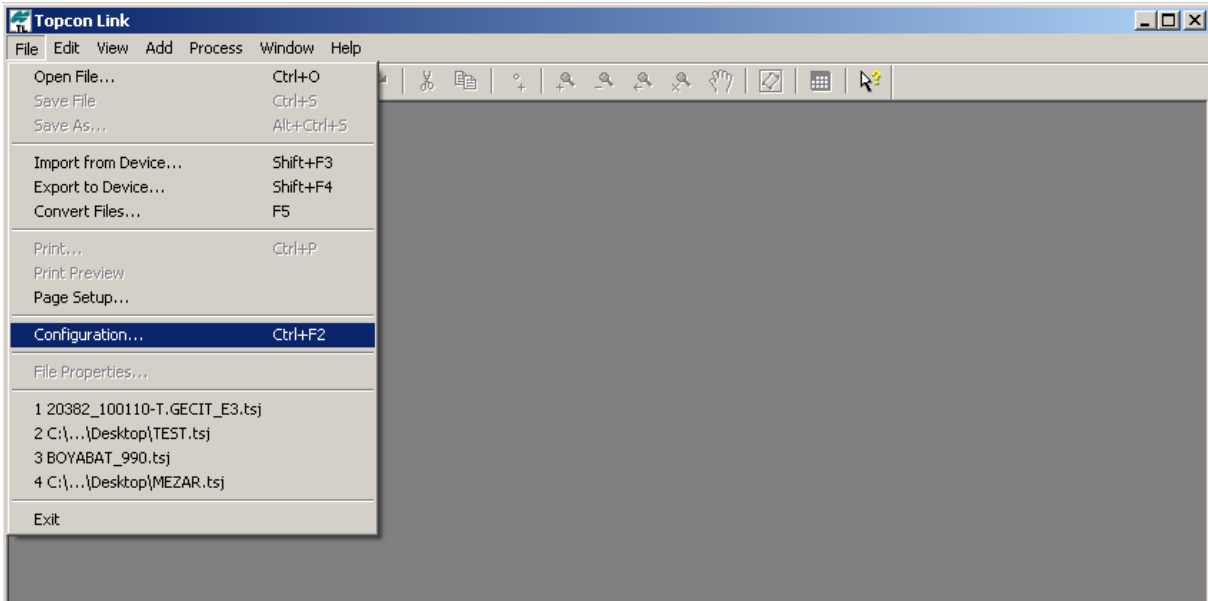 Topcon Link
File Edit View Add Process Window Help
Open File... Ctrl+O
Save File Ctrl+S
Save As... Alt+Ctrl+S
Import from Device... Shift+F3
Export to Device... Shift+F4
Convert Files... F5
Print... Ctrl+P
Print Preview
Page Setup...
Configuration... Ctrl+F2
File Properties...
1 20382_100110-T.GECIT_E3.tsj
2 C:\...\Desktop\TEST.tsj
3 BOYABAT_990.tsj
4 C:\...\Desktop\MEZAR.tsj
Exit